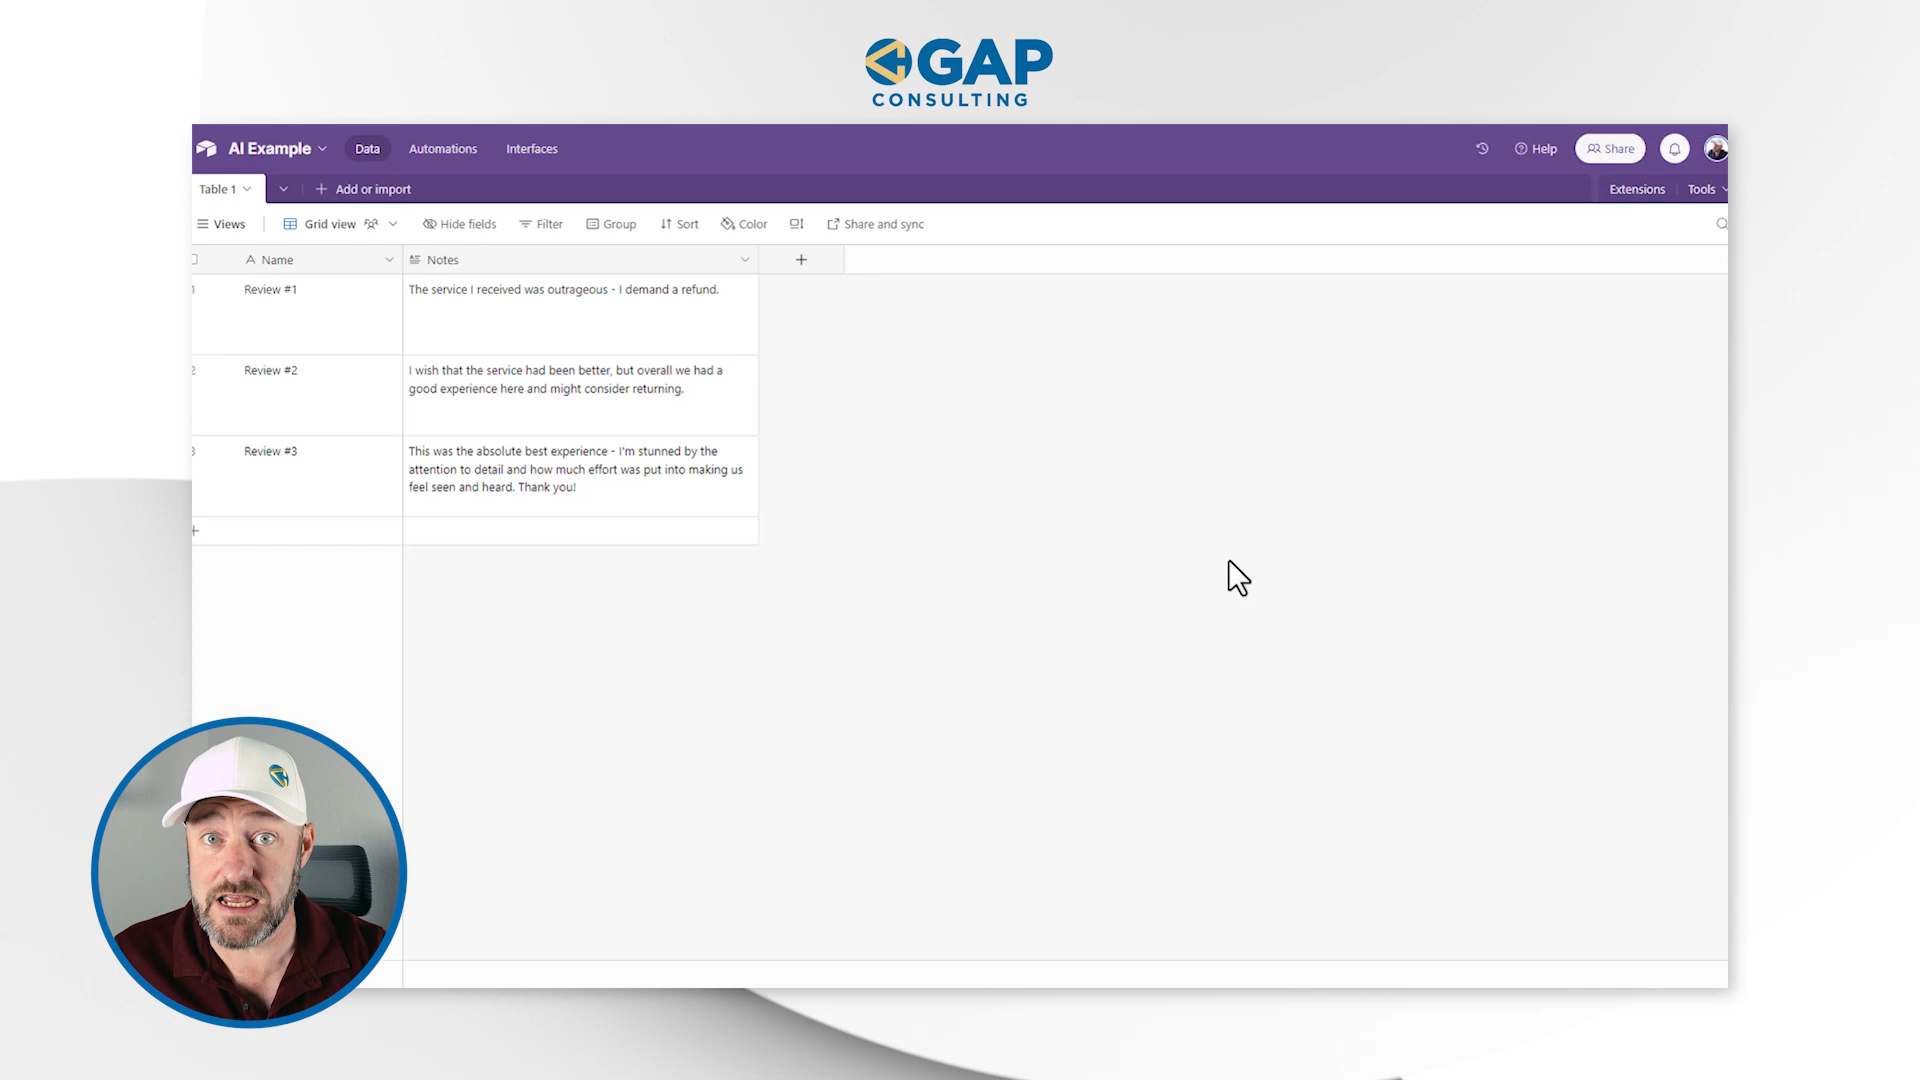 GAP
CONSULTING
AI Example
Data
Automations
Interfaces
Help
Share
Table 1
Add or import
Extensions
Tools
Views
Grid view
Hide fields
Filter
Group
Sort
Color
Share and sync
Name
Notes
1
Review #1
The service I received was outrageous - I demand a refund.
2
Review #2
I wish that the service had been better, but overall we had a
good experience here and might consider returning.
3
Review #3
This was the absolute best experience - I'm stunned by the
attention to detail and how much effort was put into making us
feel seen and heard. Thank you!